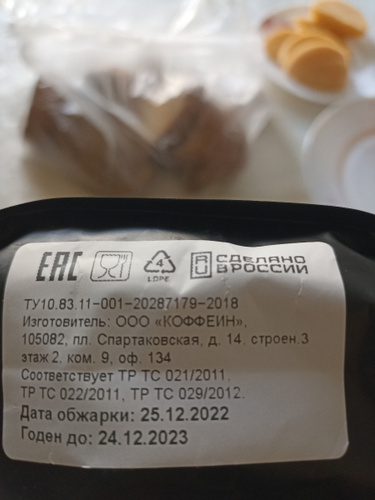 EAC 4 LDPE RU СДЕЛАНО В РОССИИ
ТУ10.83.11-001-20287179-2018
Изготовитель: ООО «КОФФЕИН»,
105082, пл. Спартаковская, д. 14, строен.3
этаж 2, ком. 9, оф. 134
Соответствует ТР ТС 021/2011,
ТР ТС 022/2011, ТР ТС 029/2012.
Дата обжарки: 25.12.2022
Годен до: 24.12.2023